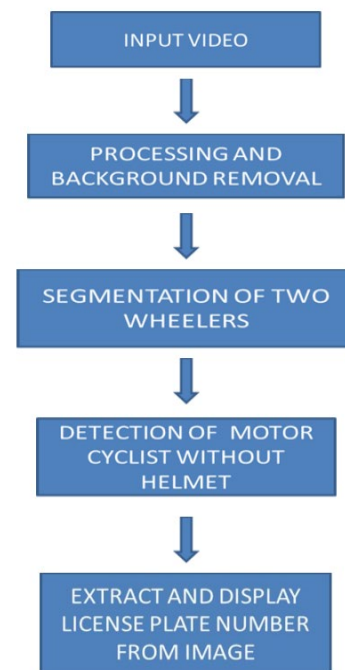 INPUT VIDEO
PROCESSING AND
BACKGROUND REMOVAL
SEGMENTATION OF TWO
WHEELERS
DETECTION OF MOTOR
CYCLIST WITHOUT
HELMET
EXTRACT AND DISPLAY
LICENSE PLATE NUMBER
FROM IMAGE